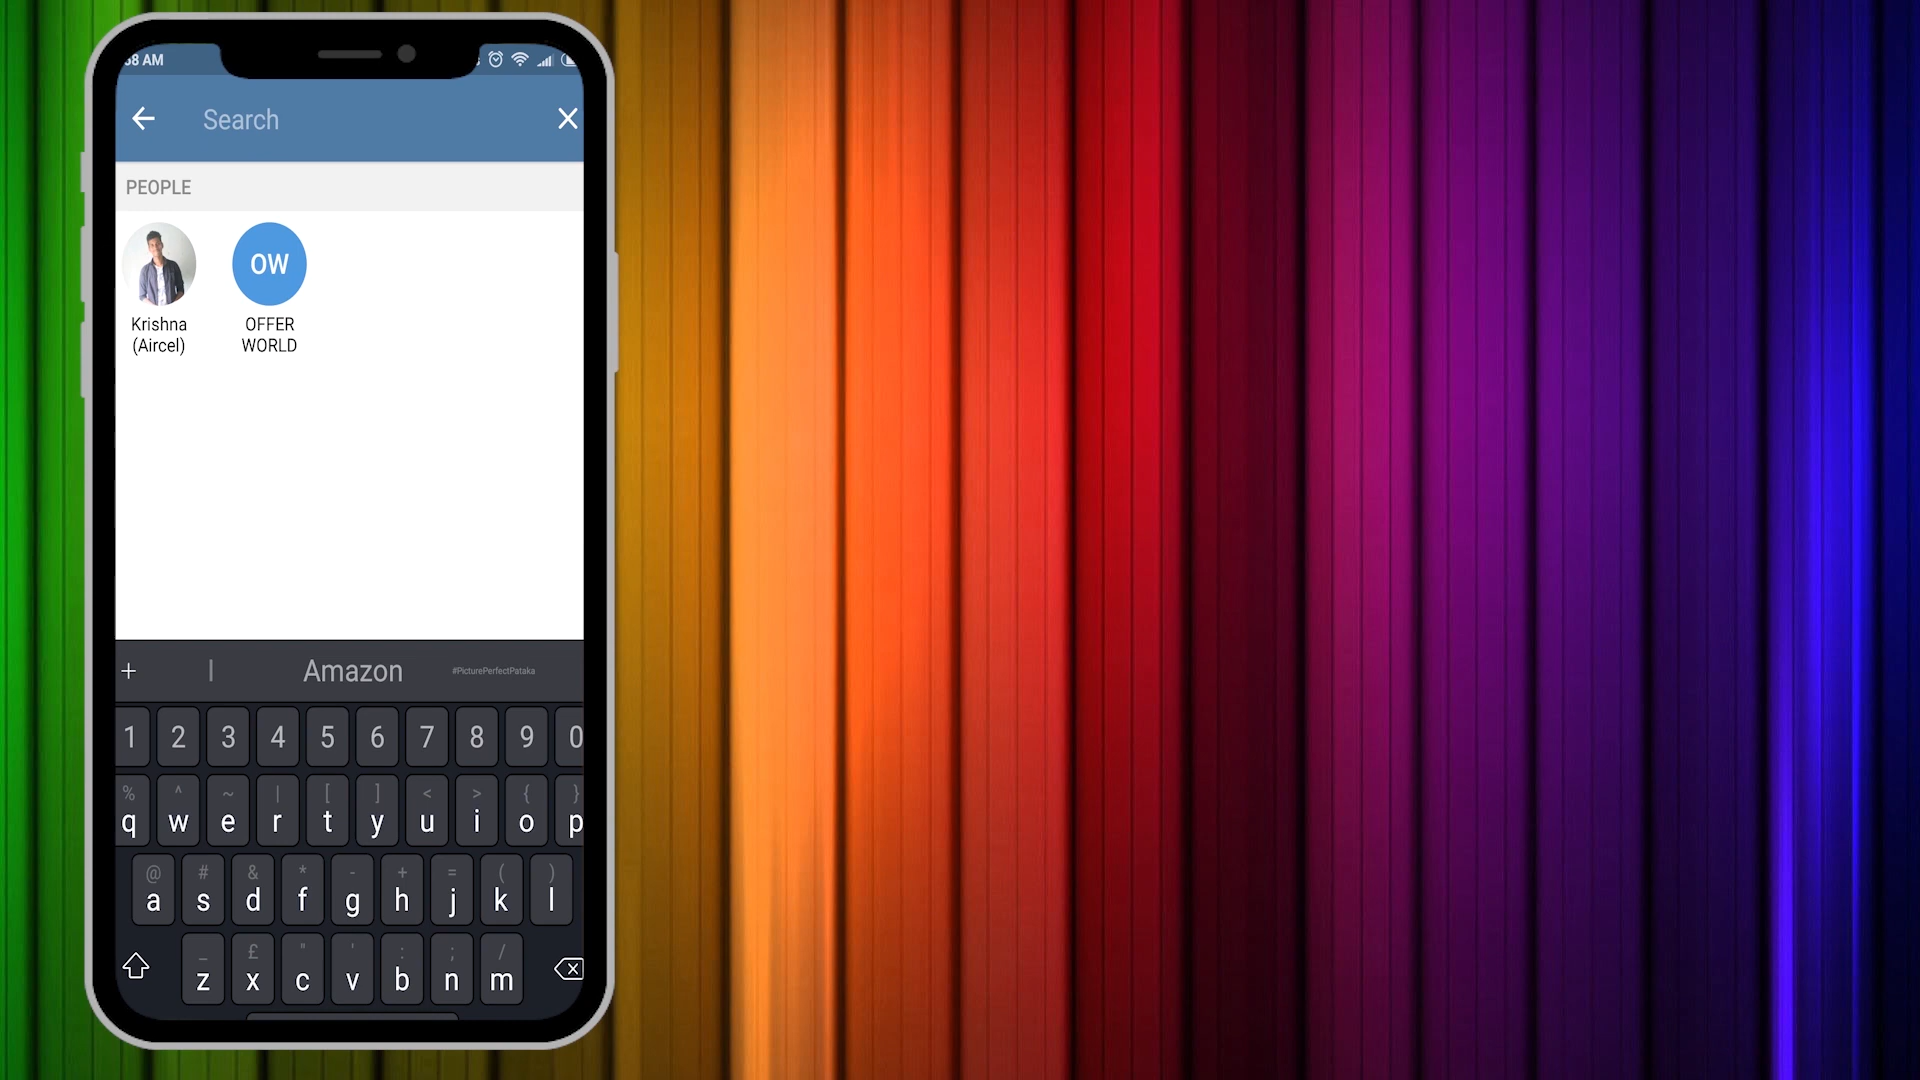 58 AM
Search
PEOPLE
OW
Krishna
(Aircel)
OFFER
WORLD
Amazon
#PicturePerfectPataka
1 2 3 4 5 6 7 8 9 0
% ^ ~ | [ ] < > { }
q w e r t y u i o p
@ # & * - + = ( )
a s d f g h j k l
_ £ " ' : ; /
z x c v b n m